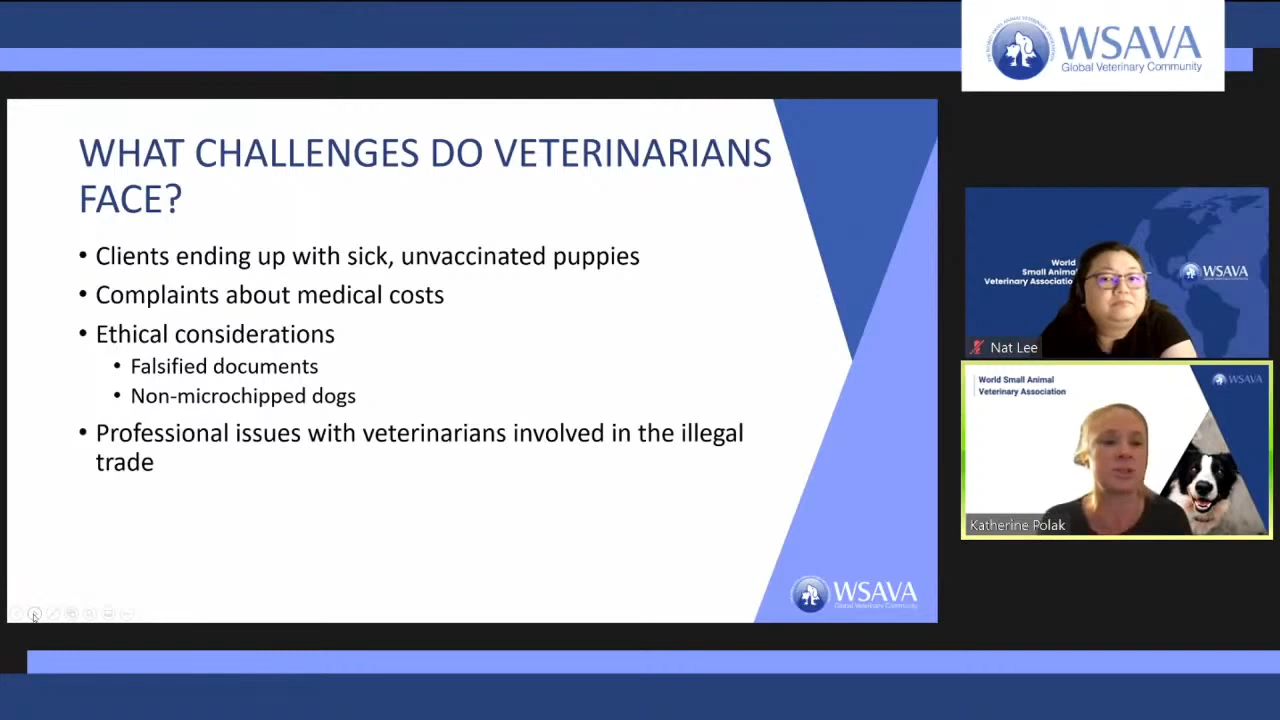 WSAVA
Global Veterinary Community
WHAT CHALLENGES DO VETERINARIANS
FACE?
• Clients ending up with sick, unvaccinated puppies
• Complaints about medical costs
• Ethical considerations
• Falsified documents
• Non-microchipped dogs
• Professional issues with veterinarians involved in the illegal
trade
WSAVA
Global Veterinary Community
World
Small Animal
Veterinary Associatio
WSAVA
Nat Lee
World Small Animal
Veterinary Association
WSAVA
Katherine Polak